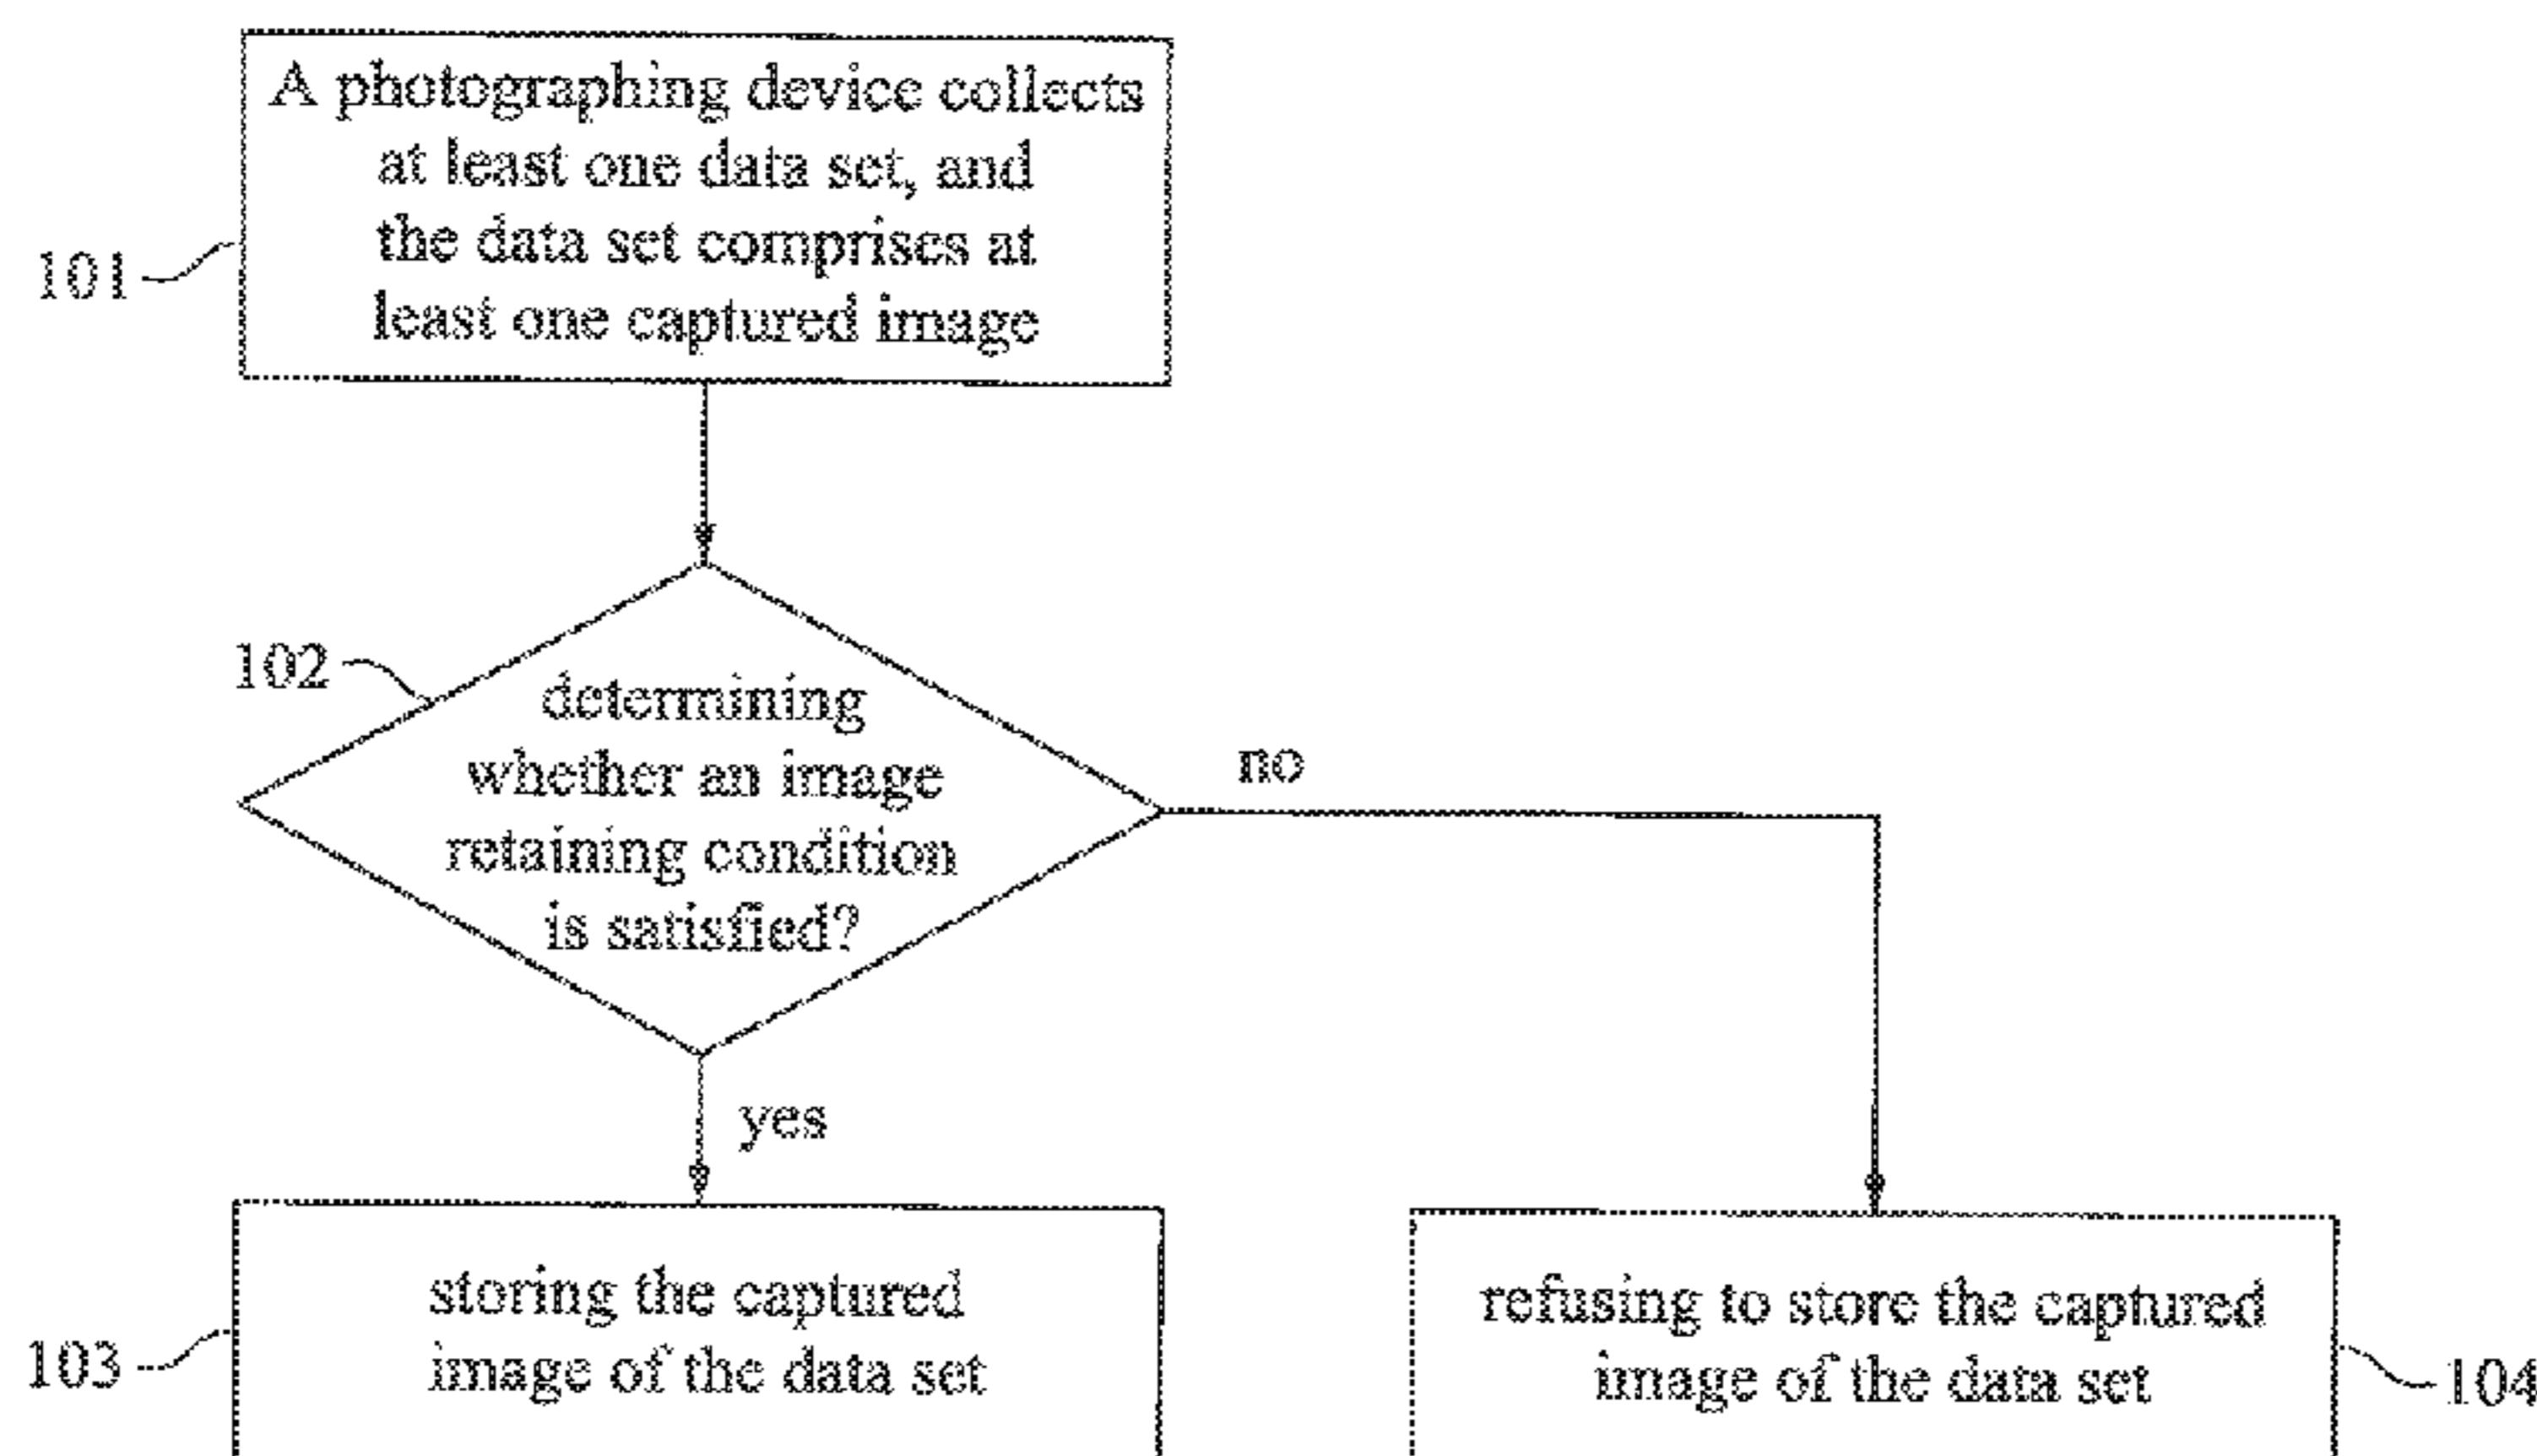 A photographing device collects
at least one data set, and
the data set comprises at
least one captured image
101
102
determining
whether an image
retaining condition
is satisfied?
no
yes
storing the captured
image of the data set
103
refusing to store the captured
image of the data set
104